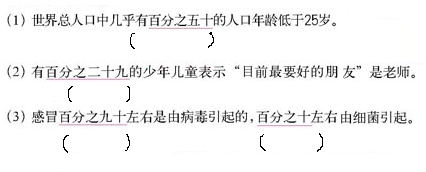 (1) 世界总人口中几乎有百分之五十的人口年龄低于25岁。
( )
(2) 有百分之二十九的少年儿童表示“目前最要好的朋友”是老师。
( )
(3) 感冒百分之九十左右是由病毒引起的,百分之十左右由细菌引起。
( ) ( )